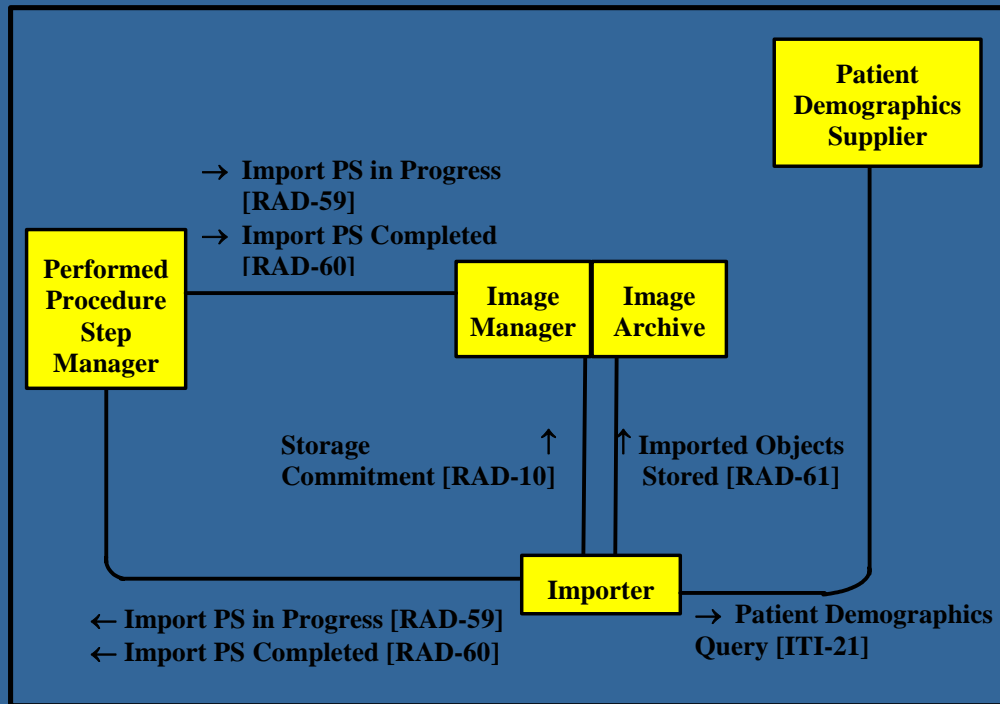 Patient
Demographics
Supplier
→ Import PS in Progress
[RAD-59]
→ Import PS Completed
[RAD-60]
Performed
Procedure
Step
Manager
Image
Manager
Image
Archive
Storage ↑
Commitment [RAD-10]
↑ Imported Objects
Stored [RAD-61]
Importer
← Import PS in Progress [RAD-59]
← Import PS Completed [RAD-60]
→ Patient Demographics
Query [ITI-21]